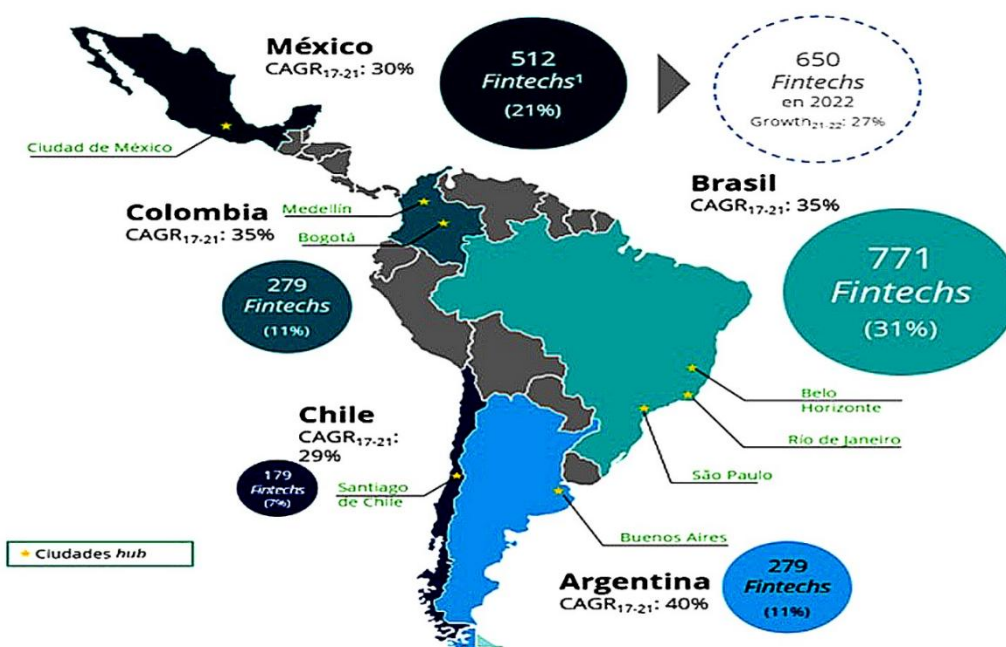 México
CAGR17-21: 30%
512
Fintechs¹
(21%)
650
Fintechs
en 2022
Growth21-22: 27%
Ciudad de México
Brasil
CAGR17-21: 35%
771
Fintechs
(31%)
Colombia
CAGR17-21: 35%
Medellín
Bogotá
279
Fintechs
(11%)
Belo
Horizonte
Río de Janeiro
São Paulo
Chile
CAGR17-21:
29%
179
Fintechs
(7%)
Santiago
de Chile
Buenos Aires
Ciudades hub
Argentina
CAGR17-21: 40%
279
Fintechs
(11%)